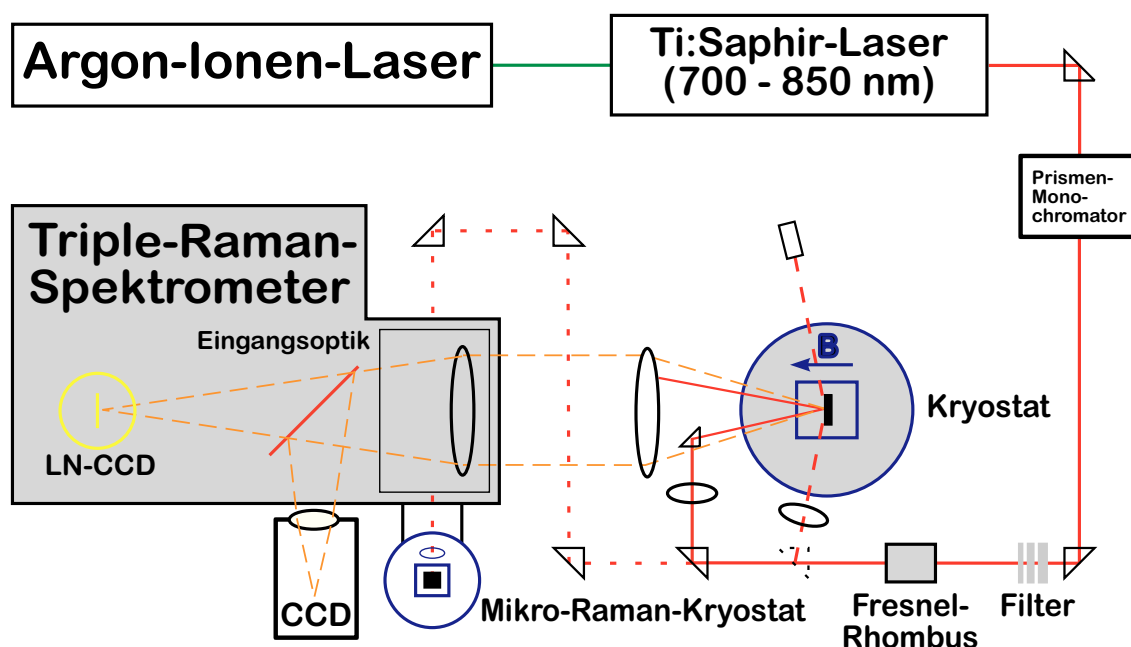 Argon-Ionen-Laser
Ti:Saphir-Laser
(700 - 850 nm)
Prismen-
Mono-
chromator
Triple-Raman-
Spektrometer
Eingangsoptik
B
Kryostat
LN-CCD
CCD
Mikro-Raman-Kryostat
Fresnel-
Rhombus
Filter